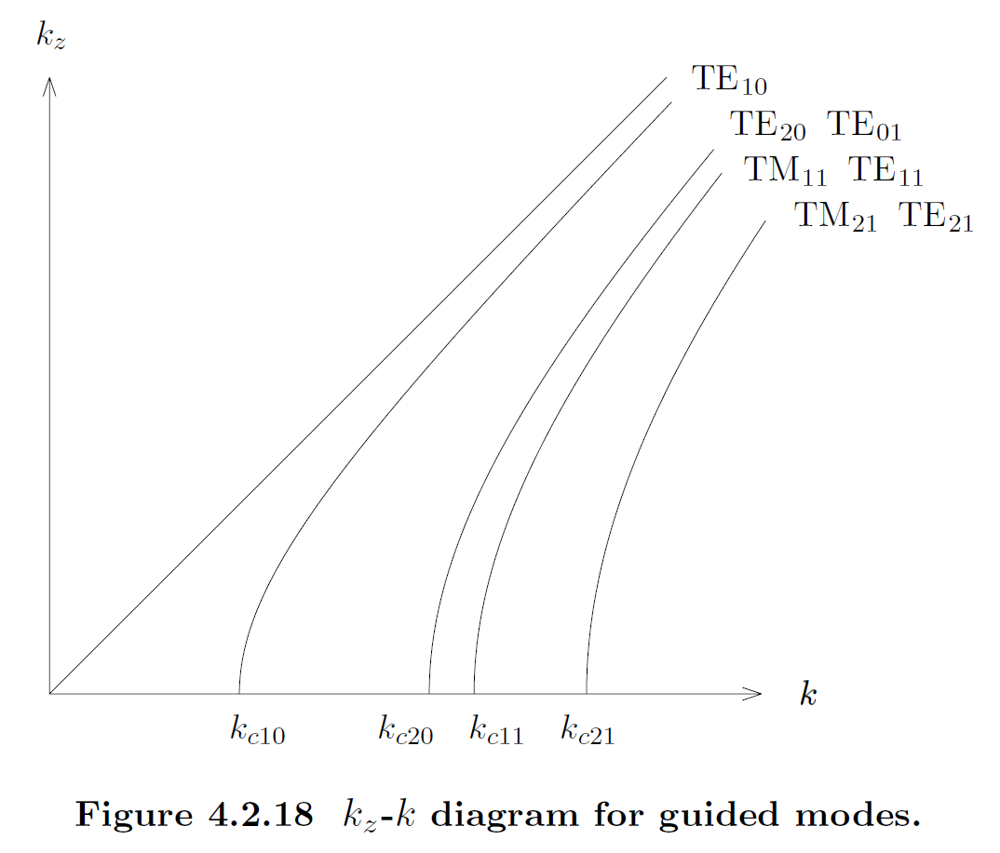 k_z
TE_10
TE_20 TE_01
TM_11 TE_11
TM_21 TE_21
k
k_c10 k_c20 k_c11 k_c21
Figure 4.2.18 k_z-k diagram for guided modes.